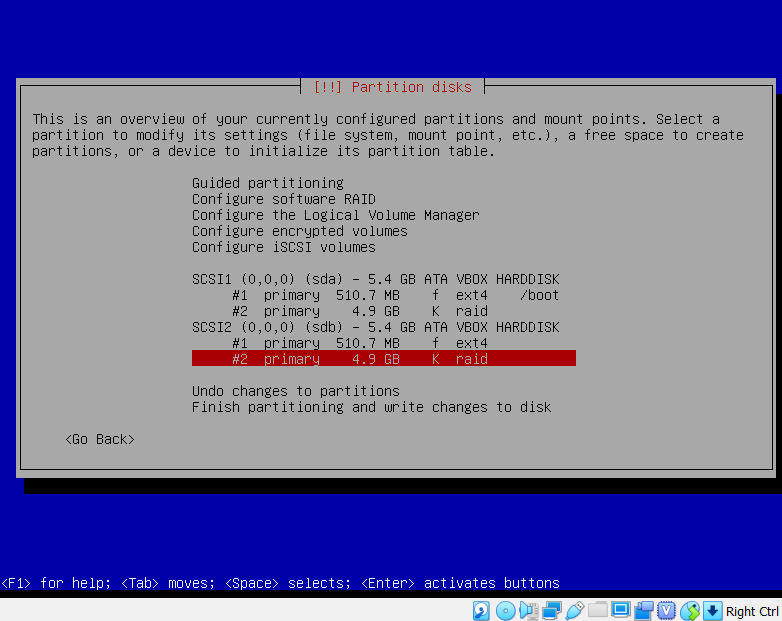 [!!] Partition disks
This is an overview of your currently configured partitions and mount points. Select a
partition to modify its settings (file system, mount point, etc.), a free space to create
partitions, or a device to initialize its partition table.
Guided partitioning
Configure software RAID
Configure the Logical Volume Manager
Configure encrypted volumes
Configure iSCSI volumes
SCSI1 (0,0,0) (sda) - 5.4 GB ATA VBOX HARDDISK
#1 primary 510.7 MB f ext4 /boot
#2 primary 4.9 GB K raid
SCSI2 (0,0,0) (sdb) - 5.4 GB ATA VBOX HARDDISK
#1 primary 510.7 MB f ext4
#2 primary 4.9 GB K raid
Undo changes to partitions
Finish partitioning and write changes to disk
<Go Back>
<F1> for help; <Tab> moves; <Space> selects; <Enter> activates buttons
Right Ctrl